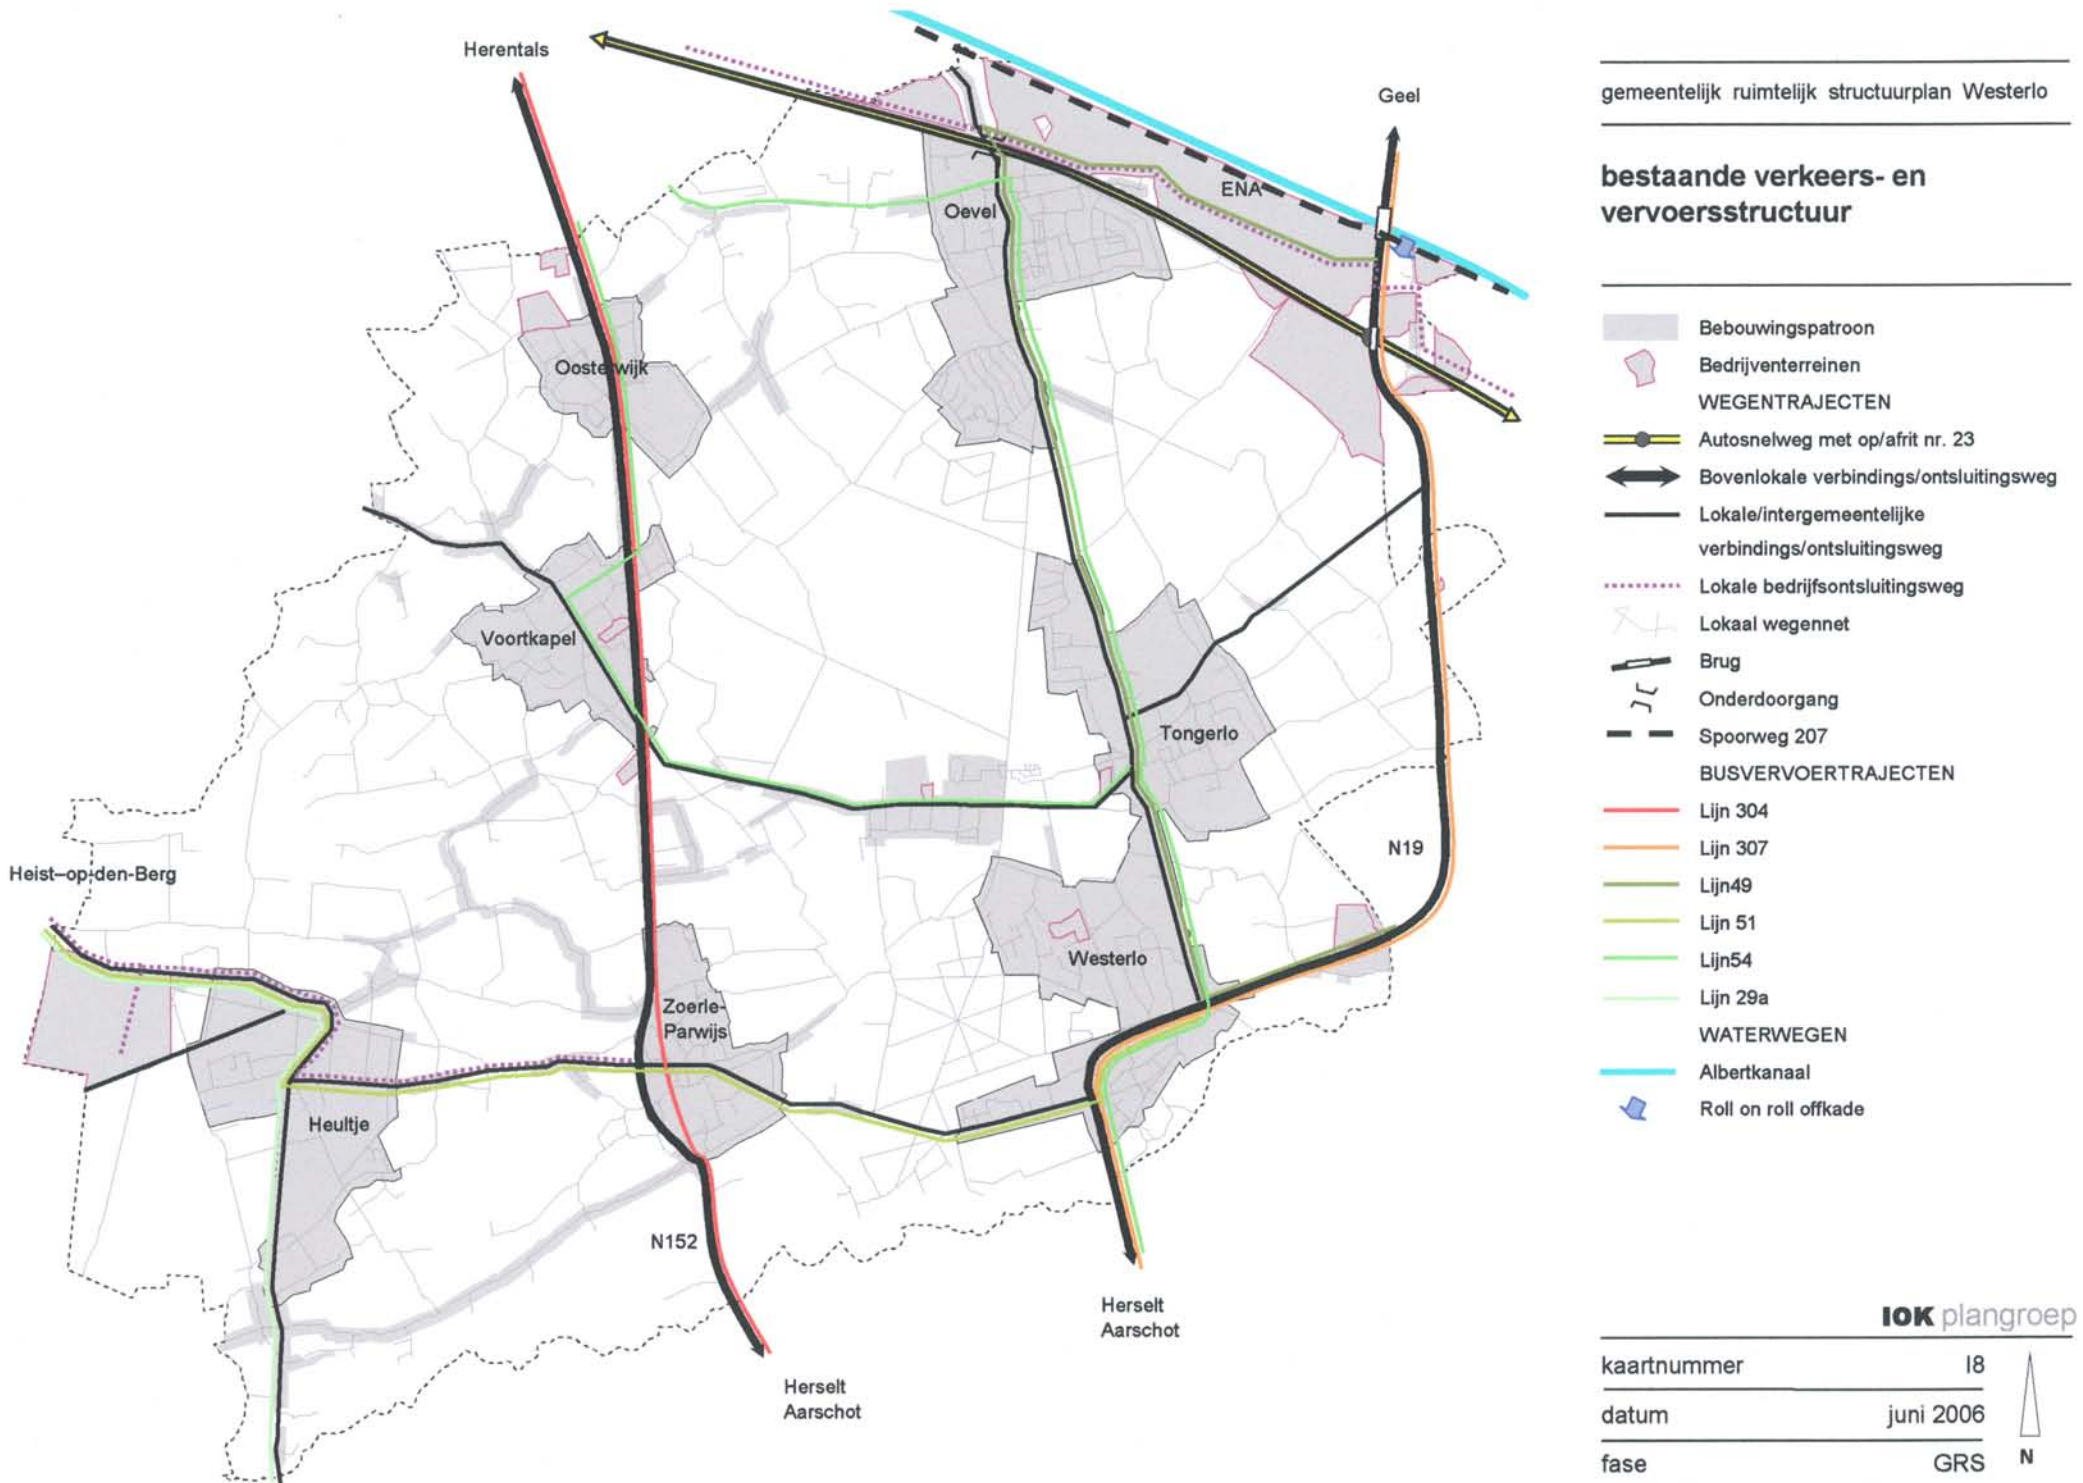 Herentals
Geel
ENA
Oevel
Oosterwijk
Voortkapel
Tongerlo
N19
Heist-op-den-Berg
Westerlo
Zoerle-
Parwijs
Heultje
N152
Herselt
Aarschot
Herselt
Aarschot
gemeentelijk ruimtelijk structuurplan Westerlo
bestaande verkeers- en
vervoersstructuur
Bebouwingspatroon
Bedrijventerreinen
WEGENTRAJECTEN
Autosnelweg met op/afrit nr. 23
Bovenlokale verbindings/ontsluitingsweg
Lokale/intergemeentelijke
verbindings/ontsluitingsweg
Lokale bedrijfsontsluitingsweg
Lokaal wegennet
Brug
Onderdoorgang
Spoorweg 207
BUSVERVOERTRAJECTEN
Lijn 304
Lijn 307
Lijn49
Lijn 51
Lijn54
Lijn 29a
WATERWEGEN
Albertkanaal
Roll on roll offkade
IOK plangroep
kaartnummer I8
datum juni 2006
fase GRS
N